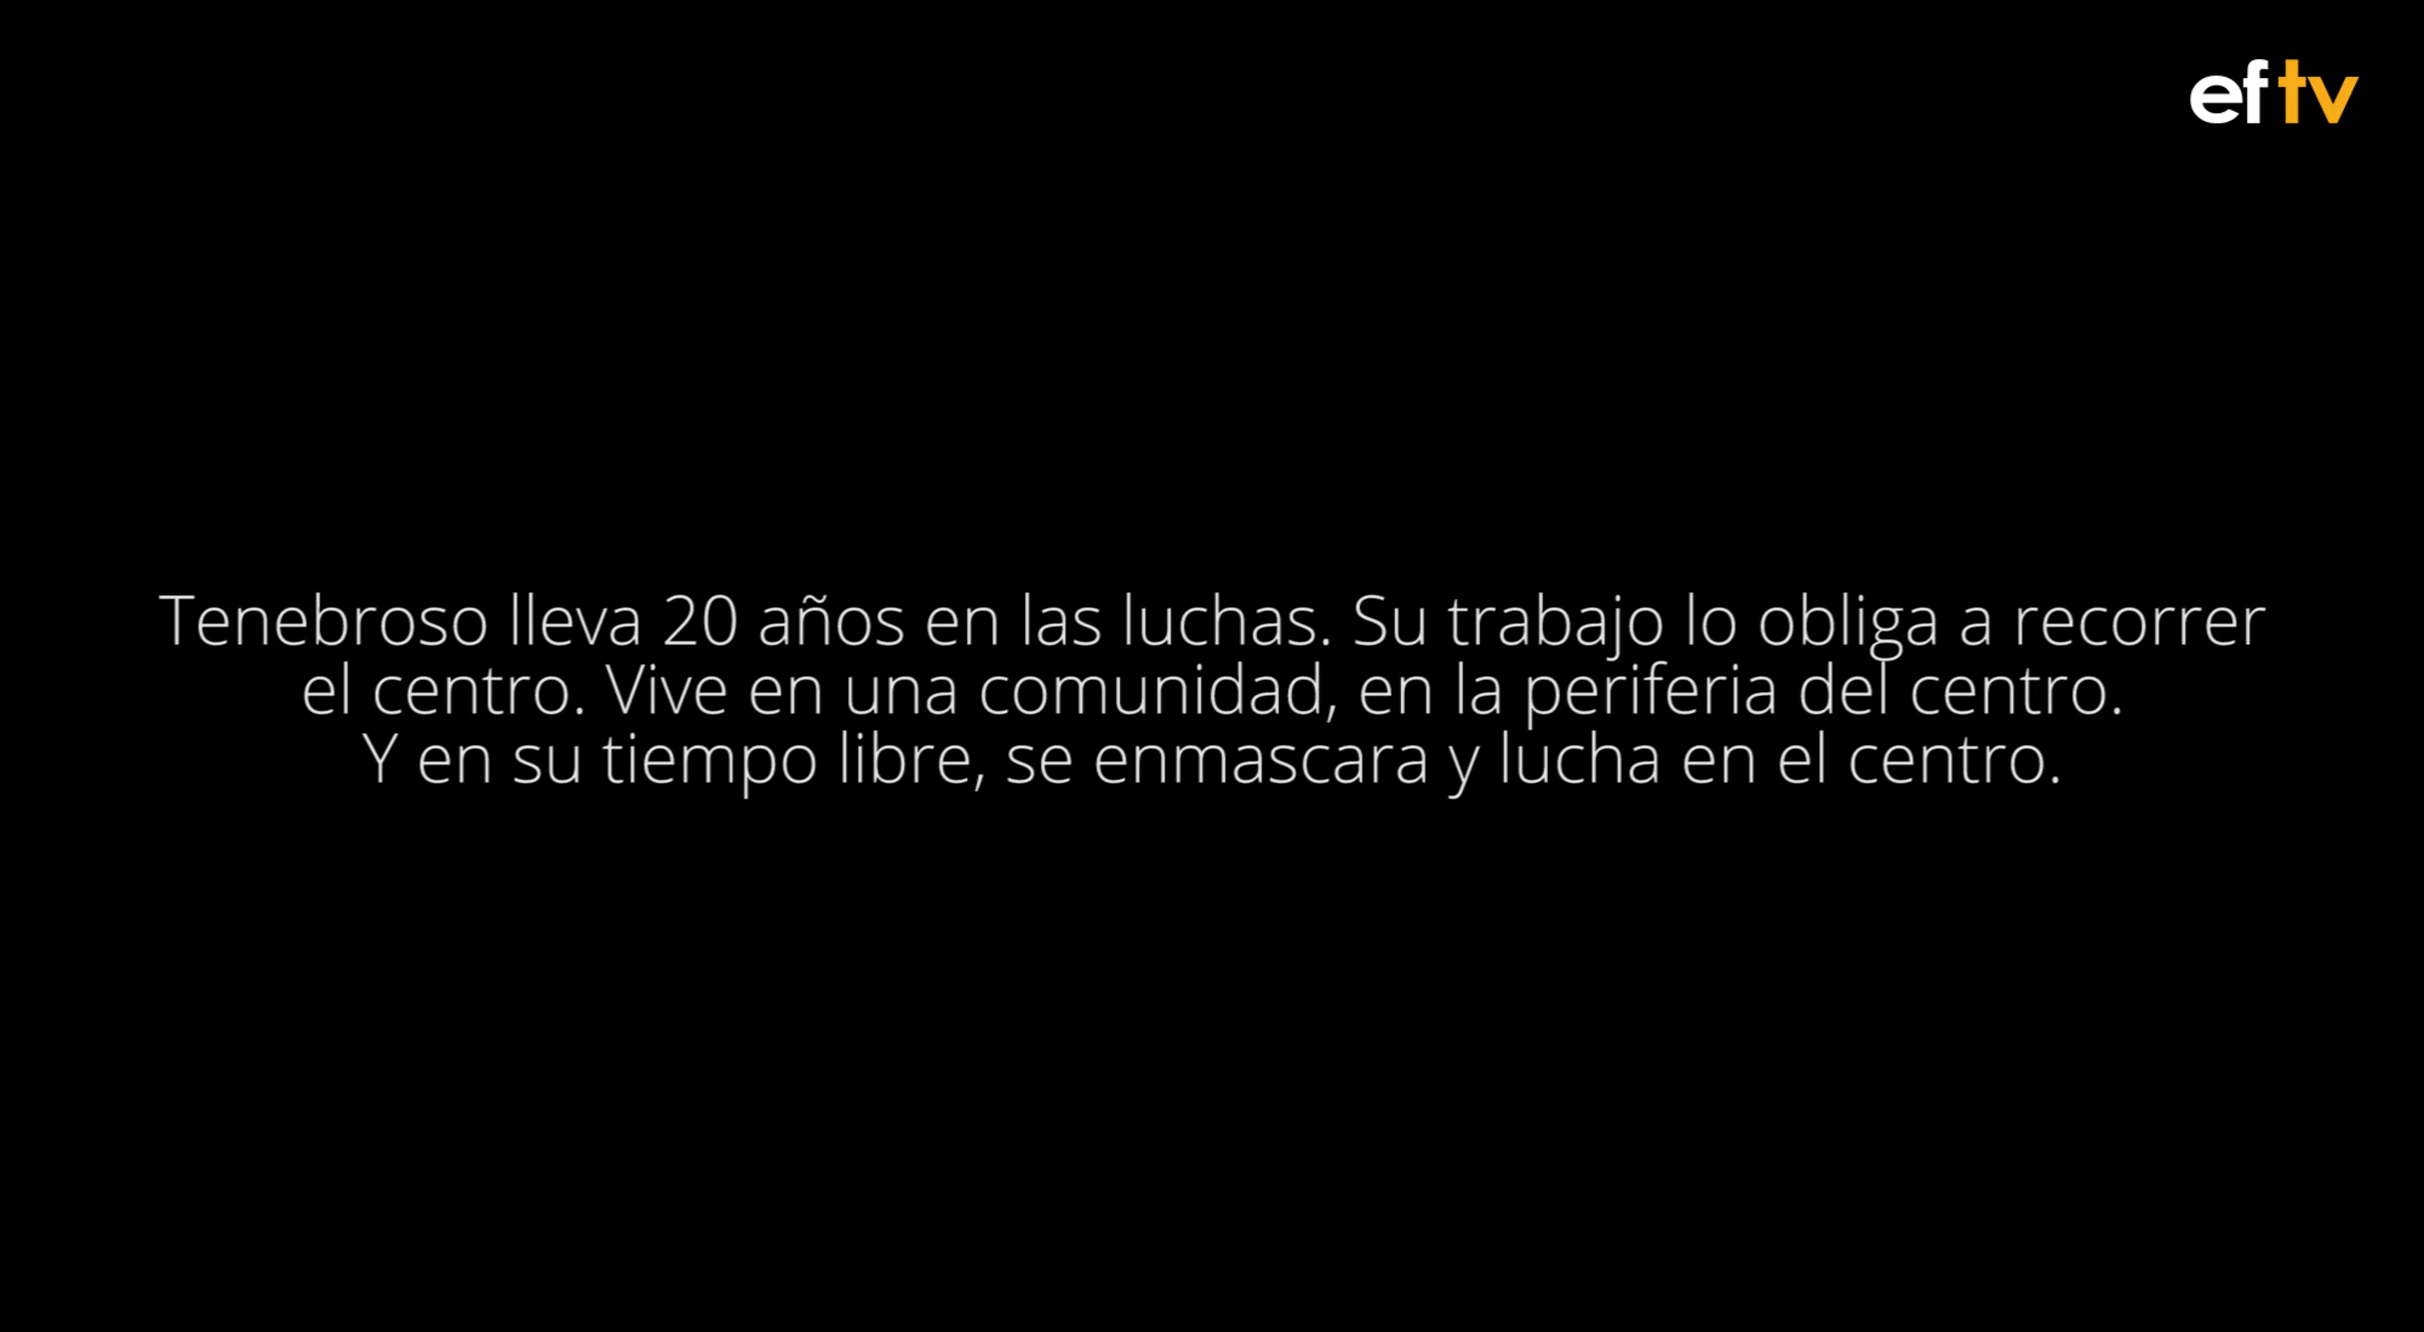 eftv
Tenebroso lleva 20 años en las luchas. Su trabajo lo obliga a recorrer
el centro. Vive en una comunidad, en la periferia del centro.
Y en su tiempo libre, se enmascara y lucha en el centro.